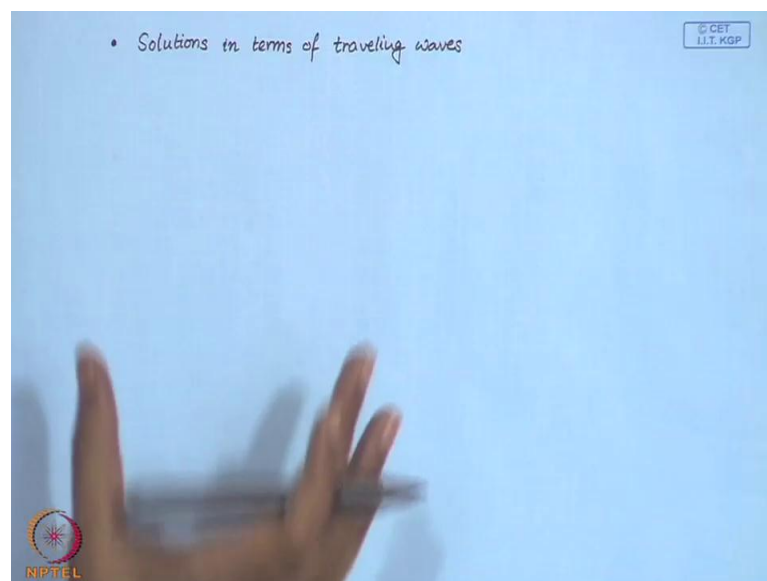 • Solutions in terms of traveling waves
© CET
I.I.T. KGP
NPTEL